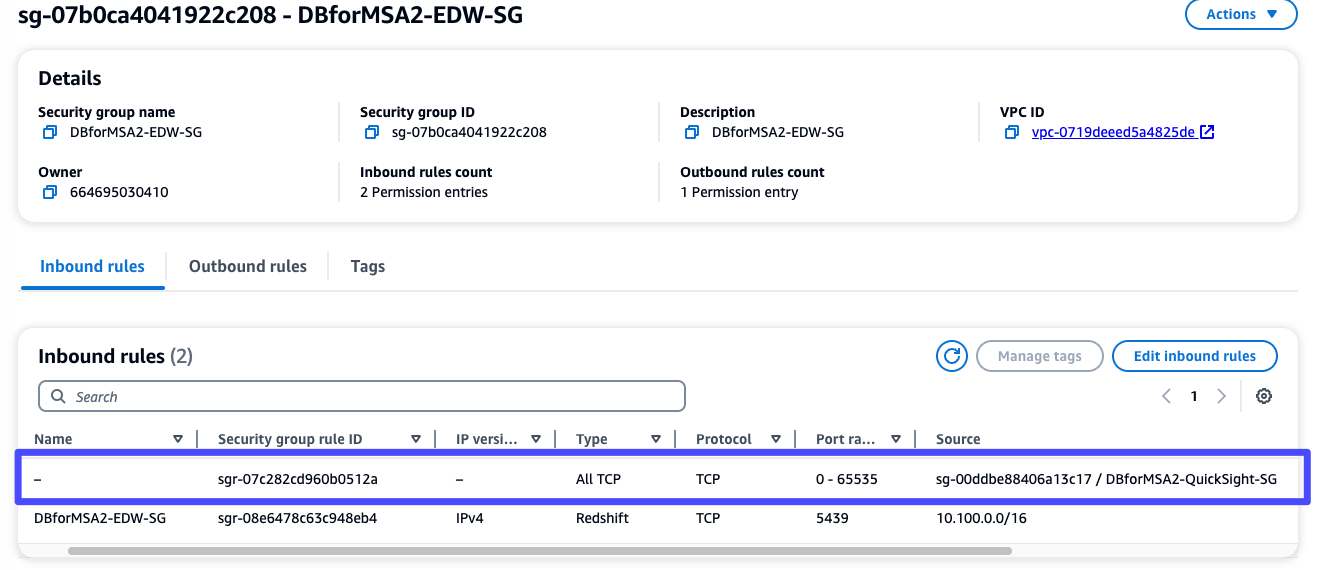 sg-07b0ca4041922c208 - DBforMSA2-EDW-SG
Actions
Details
Security group name
DBforMSA2-EDW-SG
Security group ID
sg-07b0ca4041922c208
Description
DBforMSA2-EDW-SG
VPC ID
vpc-0719deeed5a4825de
Owner
664695030410
Inbound rules count
2 Permission entries
Outbound rules count
1 Permission entry
Inbound rules
Outbound rules
Tags
Inbound rules (2)
Manage tags
Edit inbound rules
Search
1
Name Security group rule ID IP versi... Type Protocol Port ra... Source
– sgr-07c282cd960b0512a – All TCP TCP 0 - 65535 sg-00ddbe88406a13c17 / DBforMSA2-QuickSight-SG
DBforMSA2-EDW-SG sgr-08e6478c63c948eb4 IPv4 Redshift TCP 5439 10.100.0.0/16